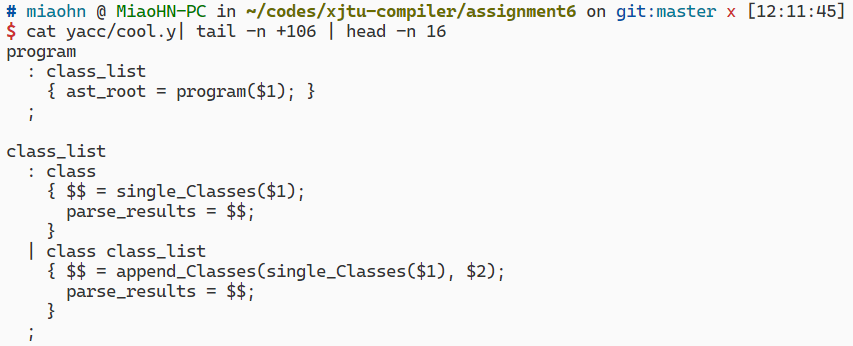 # miaohn @ MiaoHN-PC in ~/codes/xjtu-compiler/assignment6 on git:master x [12:11:45]
$ cat yacc/cool.y| tail -n +106 | head -n 16
program
  : class_list
    { ast_root = program($1); }
  ;

class_list
  : class
    { $$ = single_Classes($1);
      parse_results = $$;
    }
  | class class_list
    { $$ = append_Classes(single_Classes($1), $2);
      parse_results = $$;
    }
  ;